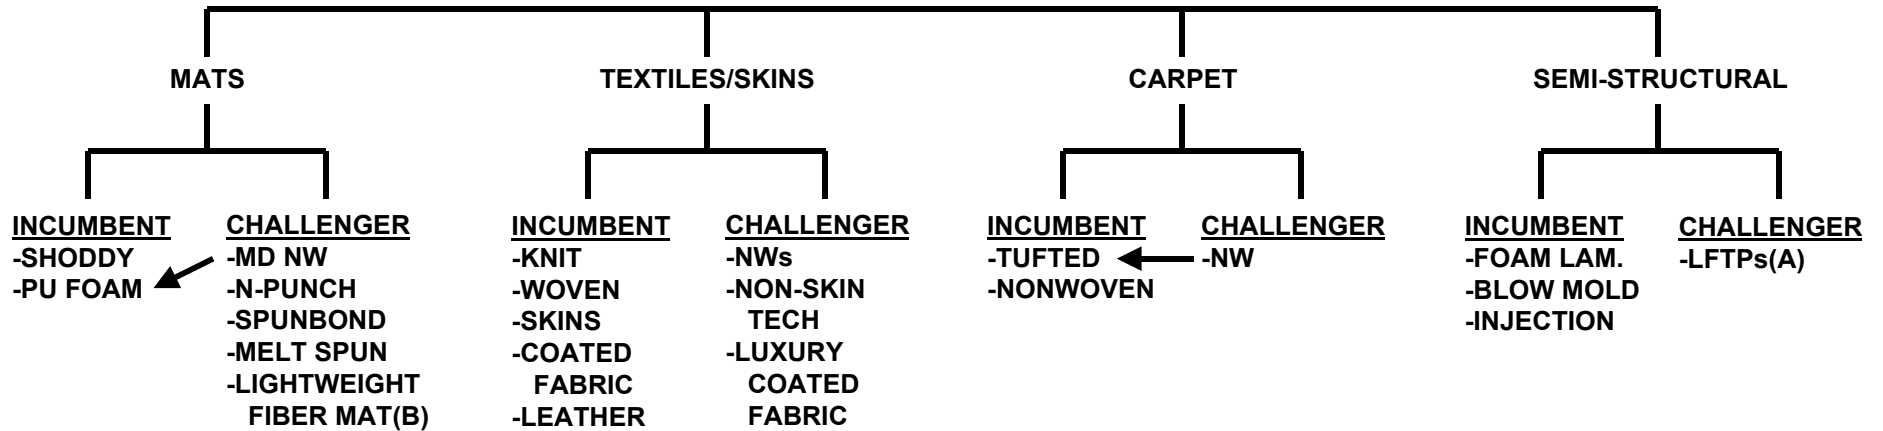 MATS
TEXTILES/SKINS
CARPET
SEMI-STRUCTURAL
INCUMBENT
-SHODDY
-PU FOAM
CHALLENGER
-MD NW
-N-PUNCH
-SPUNBOND
-MELT SPUN
-LIGHTWEIGHT
FIBER MAT(B)
INCUMBENT
-KNIT
-WOVEN
-SKINS
-COATED
FABRIC
-LEATHER
CHALLENGER
-NWs
-NON-SKIN
TECH
-LUXURY
COATED
FABRIC
INCUMBENT
-TUFTED
-NONWOVEN
CHALLENGER
-NW
INCUMBENT
-FOAM LAM.
-BLOW MOLD
-INJECTION
CHALLENGER
-LFTPs(A)